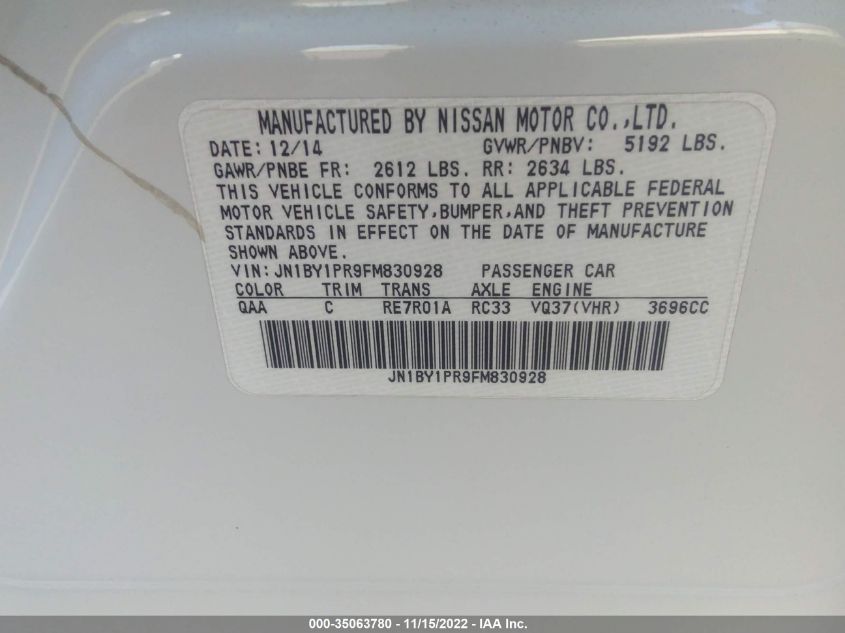 MANUFACTURED BY NISSAN MOTOR CO.,LTD.
DATE: 12/14 GVWR/PNBV: 5192 LBS.
GAWR/PNBE FR: 2612 LBS. RR: 2634 LBS.
THIS VEHICLE CONFORMS TO ALL APPLICABLE FEDERAL
MOTOR VEHICLE SAFETY,BUMPER,AND THEFT PREVENTION
STANDARDS IN EFFECT ON THE DATE OF MANUFACTURE
SHOWN ABOVE.
VIN: JN1BY1PR9FM830928 PASSENGER CAR
COLOR TRIM TRANS AXLE ENGINE
QAA C RE7R01A RC33 VQ37(VHR) 3696CC
JN1BY1PR9FM830928
000-35063780 - 11/15/2022 - IAA Inc.